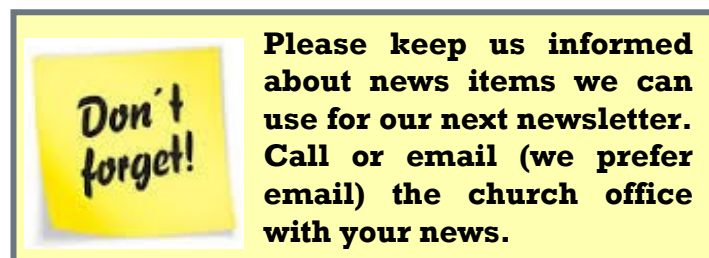 Don´t
forget!
Please keep us informed
about news items we can
use for our next newsletter.
Call or email (we prefer
email) the church office
with your news.